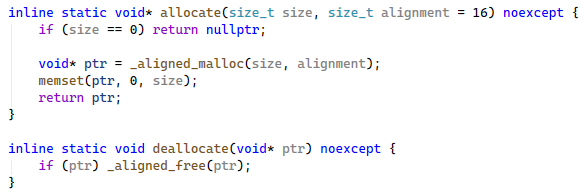 inline static void* allocate(size_t size, size_t alignment = 16) noexcept {
    if (size == 0) return nullptr;

    void* ptr = _aligned_malloc(size, alignment);
    memset(ptr, 0, size);
    return ptr;
}

inline static void deallocate(void* ptr) noexcept {
    if (ptr) _aligned_free(ptr);
}